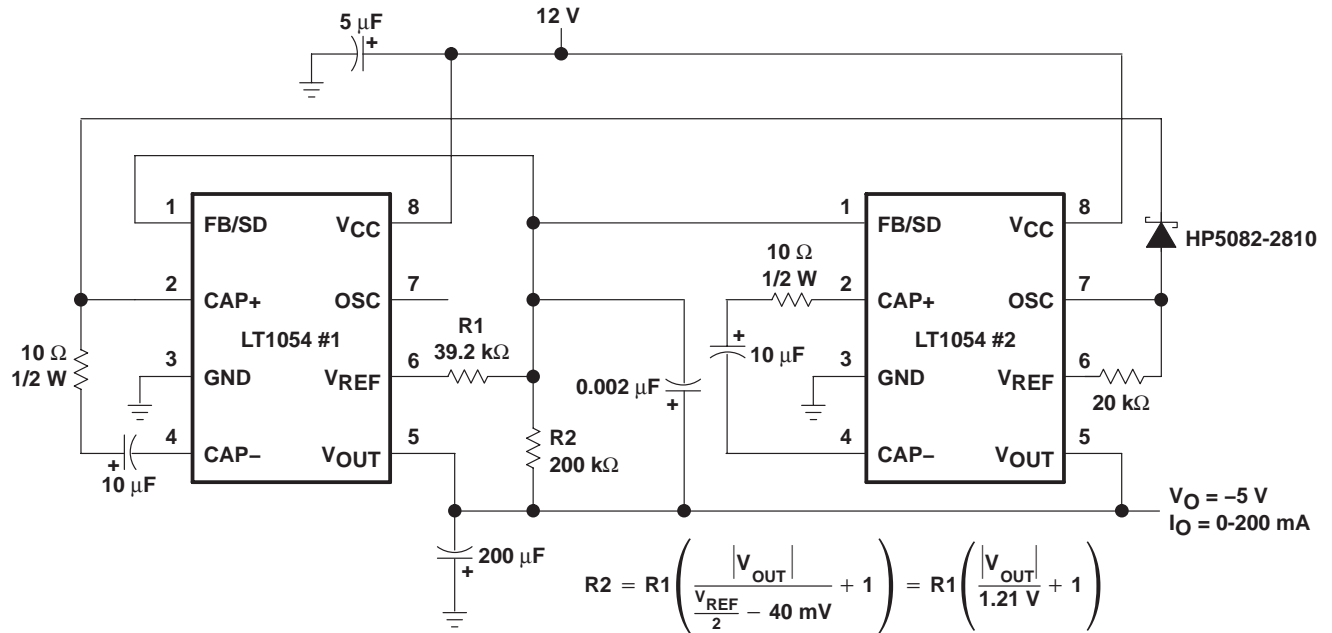 5 μF
+
12 V
1
FB/SD
VCC
8
2
CAP+
OSC
7
LT1054 #1
3
GND
VREF
6
4
CAP–
VOUT
5
10 Ω
1/2 W
+
10 μF
R1
39.2 kΩ
R2
200 kΩ
0.002 μF
+
200 μF
+
1
FB/SD
VCC
8
2
CAP+
OSC
7
LT1054 #2
3
GND
VREF
6
4
CAP–
VOUT
5
10 Ω
1/2 W
+
10 μF
HP5082-2810
20 kΩ
VO = –5 V
IO = 0-200 mA
R2 = R1 ( |VOUT| / (VREF/2 – 40 mV) + 1 ) = R1 ( |VOUT| / 1.21 V + 1 )